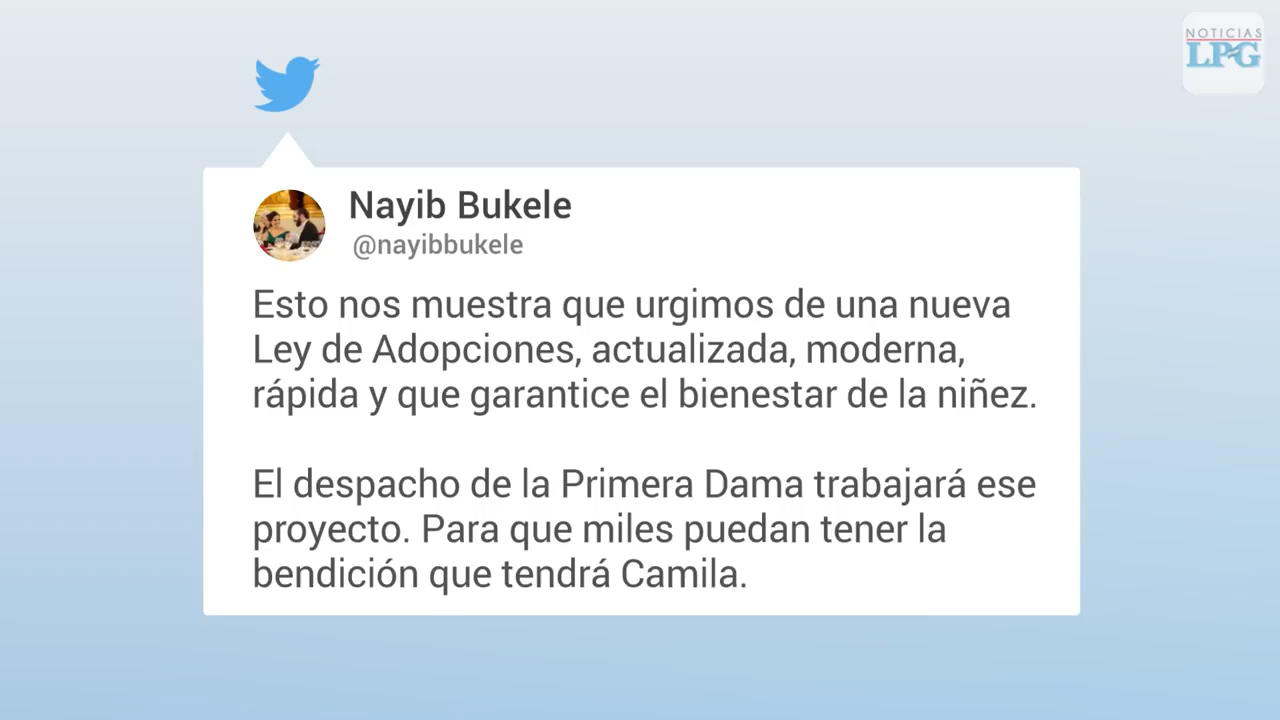 NOTICIAS
LPG
Nayib Bukele
@nayibbukele
Esto nos muestra que urgimos de una nueva
Ley de Adopciones, actualizada, moderna,
rápida y que garantice el bienestar de la niñez.
El despacho de la Primera Dama trabajará ese
proyecto. Para que miles puedan tener la
bendición que tendrá Camila.